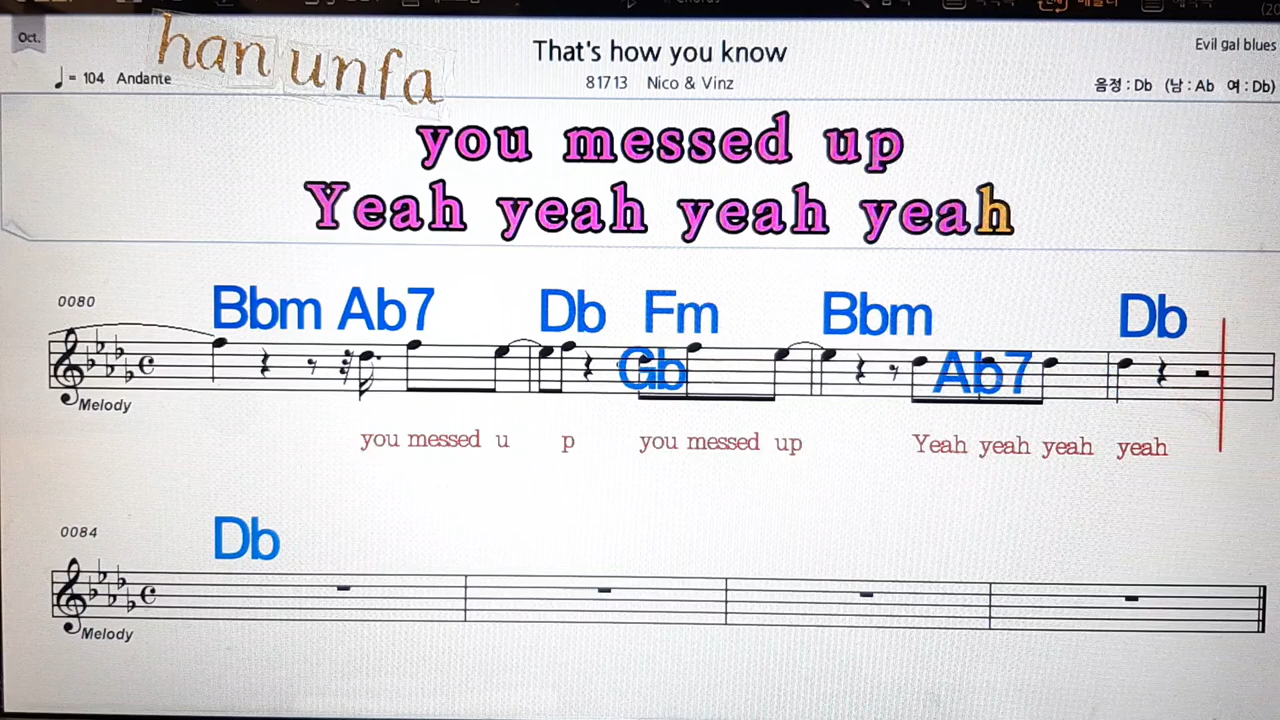 Oct.
han unfa
That's how you know
Evil gal blues
= 104 Andante
81713 Nico & Vinz
음정 : Db (남 : Ab 여 : Db)
you messed up
Yeah yeah yeah yeah
0080
Bbm Ab7 Db Fm Bbm Db
Gb Ab7
Melody
you messed u p you messed up Yeah yeah yeah yeah
0084
Db
Melody